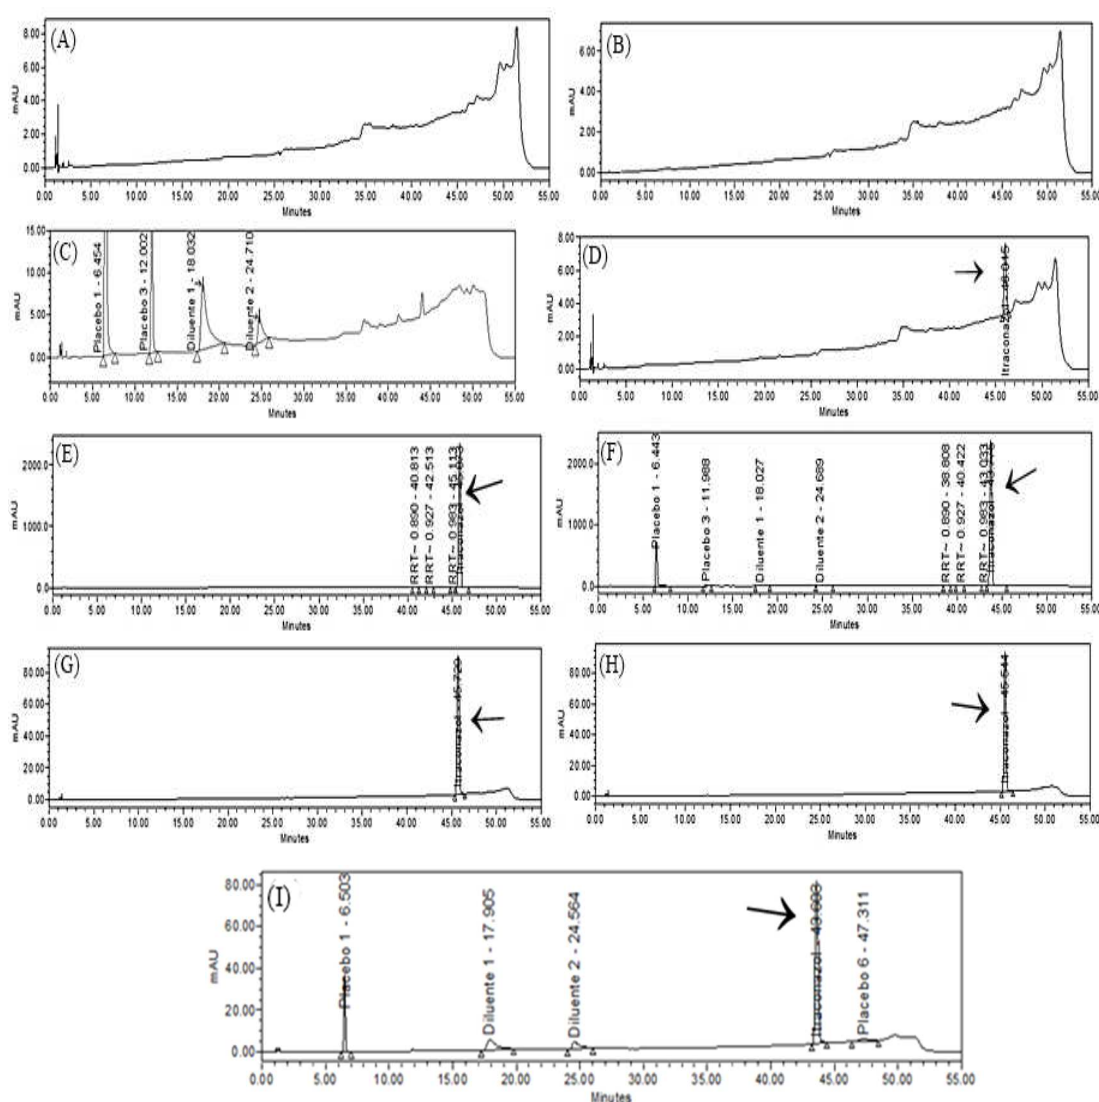 (A)
mAU
8.00
6.00
4.00
2.00
0.00
0.00 5.00 10.00 15.00 20.00 25.00 30.00 35.00 40.00 45.00 50.00 55.00
Minutes
(B)
mAU
6.00
4.00
2.00
0.00
0.00 5.00 10.00 15.00 20.00 25.00 30.00 35.00 40.00 45.00 50.00 55.00
Minutes
(C)
mAU
15.00
10.00
5.00
0.00
Placebo 1 - 6.454
Placebo 3 - 12.002
Diluente 1 - 18.032
Diluente 2 - 24.710
0.00 5.00 10.00 15.00 20.00 25.00 30.00 35.00 40.00 45.00 50.00 55.00
Minutes
(D)
mAU
8.00
6.00
4.00
2.00
0.00
Itraconazol - 46.015
0.00 5.00 10.00 15.00 20.00 25.00 30.00 35.00 40.00 45.00 50.00 55.00
Minutes
(E)
mAU
2000.0
1000.0
0.00
RRT~ 0.890 - 40.813
RRT~ 0.927 - 42.513
RRT~ 0.983 - 45.113
Itraconazol -
0.00 5.00 10.00 15.00 20.00 25.00 30.00 35.00 40.00 45.00 50.00 55.00
Minutes
(F)
mAU
2000.0
1000.0
0.00
Placebo 1 - 6.443
Placebo 3 - 11.988
Diluente 1 - 18.027
Diluente 2 - 24.689
RRT~ 0.890 - 38.808
RRT~ 0.927 - 40.422
RRT~ 0.983 - 43.033
Itraconazol -
0.00 5.00 10.00 15.00 20.00 25.00 30.00 35.00 40.00 45.00 50.00 55.00
Minutes
(G)
mAU
80.00
60.00
40.00
20.00
0.00
Itraconazol - 45.720
0.00 5.00 10.00 15.00 20.00 25.00 30.00 35.00 40.00 45.00 50.00 55.00
Minutes
(H)
mAU
80.00
60.00
40.00
20.00
0.00
Itraconazol - 45.544
0.00 5.00 10.00 15.00 20.00 25.00 30.00 35.00 40.00 45.00 50.00 55.00
Minutes
(I)
mAU
80.00
60.00
40.00
20.00
0.00
Placebo 1 - 6.503
Diluente 1 - 17.905
Diluente 2 - 24.564
Itraconazol -
Placebo 6 - 47.311
0.00 5.00 10.00 15.00 20.00 25.00 30.00 35.00 40.00 45.00 50.00 55.00
Minutes